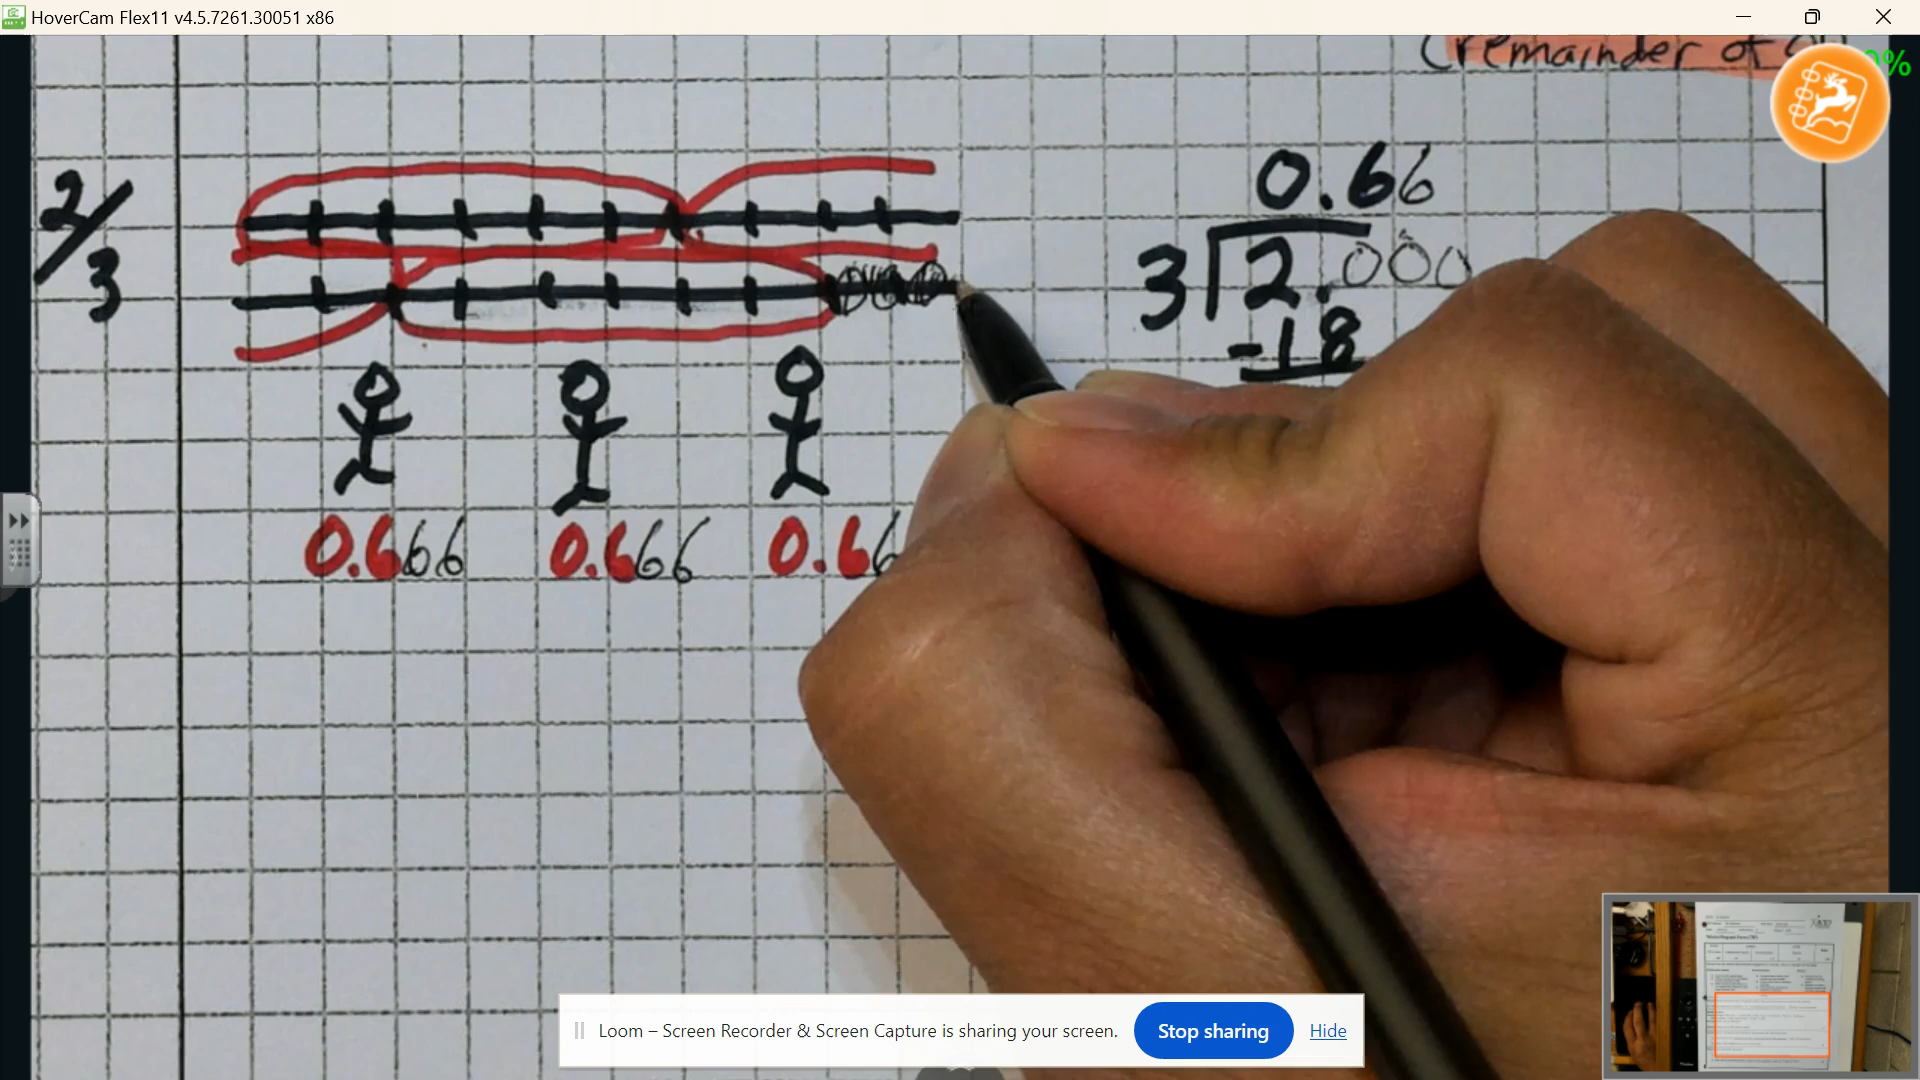 HoverCam Flex11 v4.5.7261.30051 x86
(remainder of
0%
2/3
0.66
3 2.000
-18
0.666 0.666 0.66
Loom – Screen Recorder & Screen Capture is sharing your screen. Stop sharing Hide